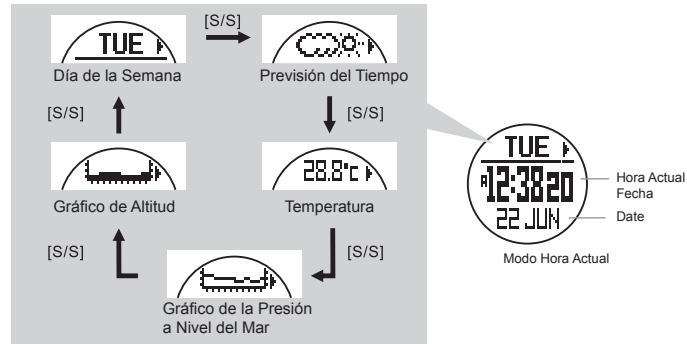 [S/S]
TUE
Día de la Semana
Previsión del Tiempo
[S/S]
[S/S]
28.8°C
Gráfico de Altitud
Temperatura
[S/S]
[S/S]
Gráfico de la Presión
a Nivel del Mar
TUE
A 12:38 20
22 JUN
Hora Actual
Fecha
Date
Modo Hora Actual